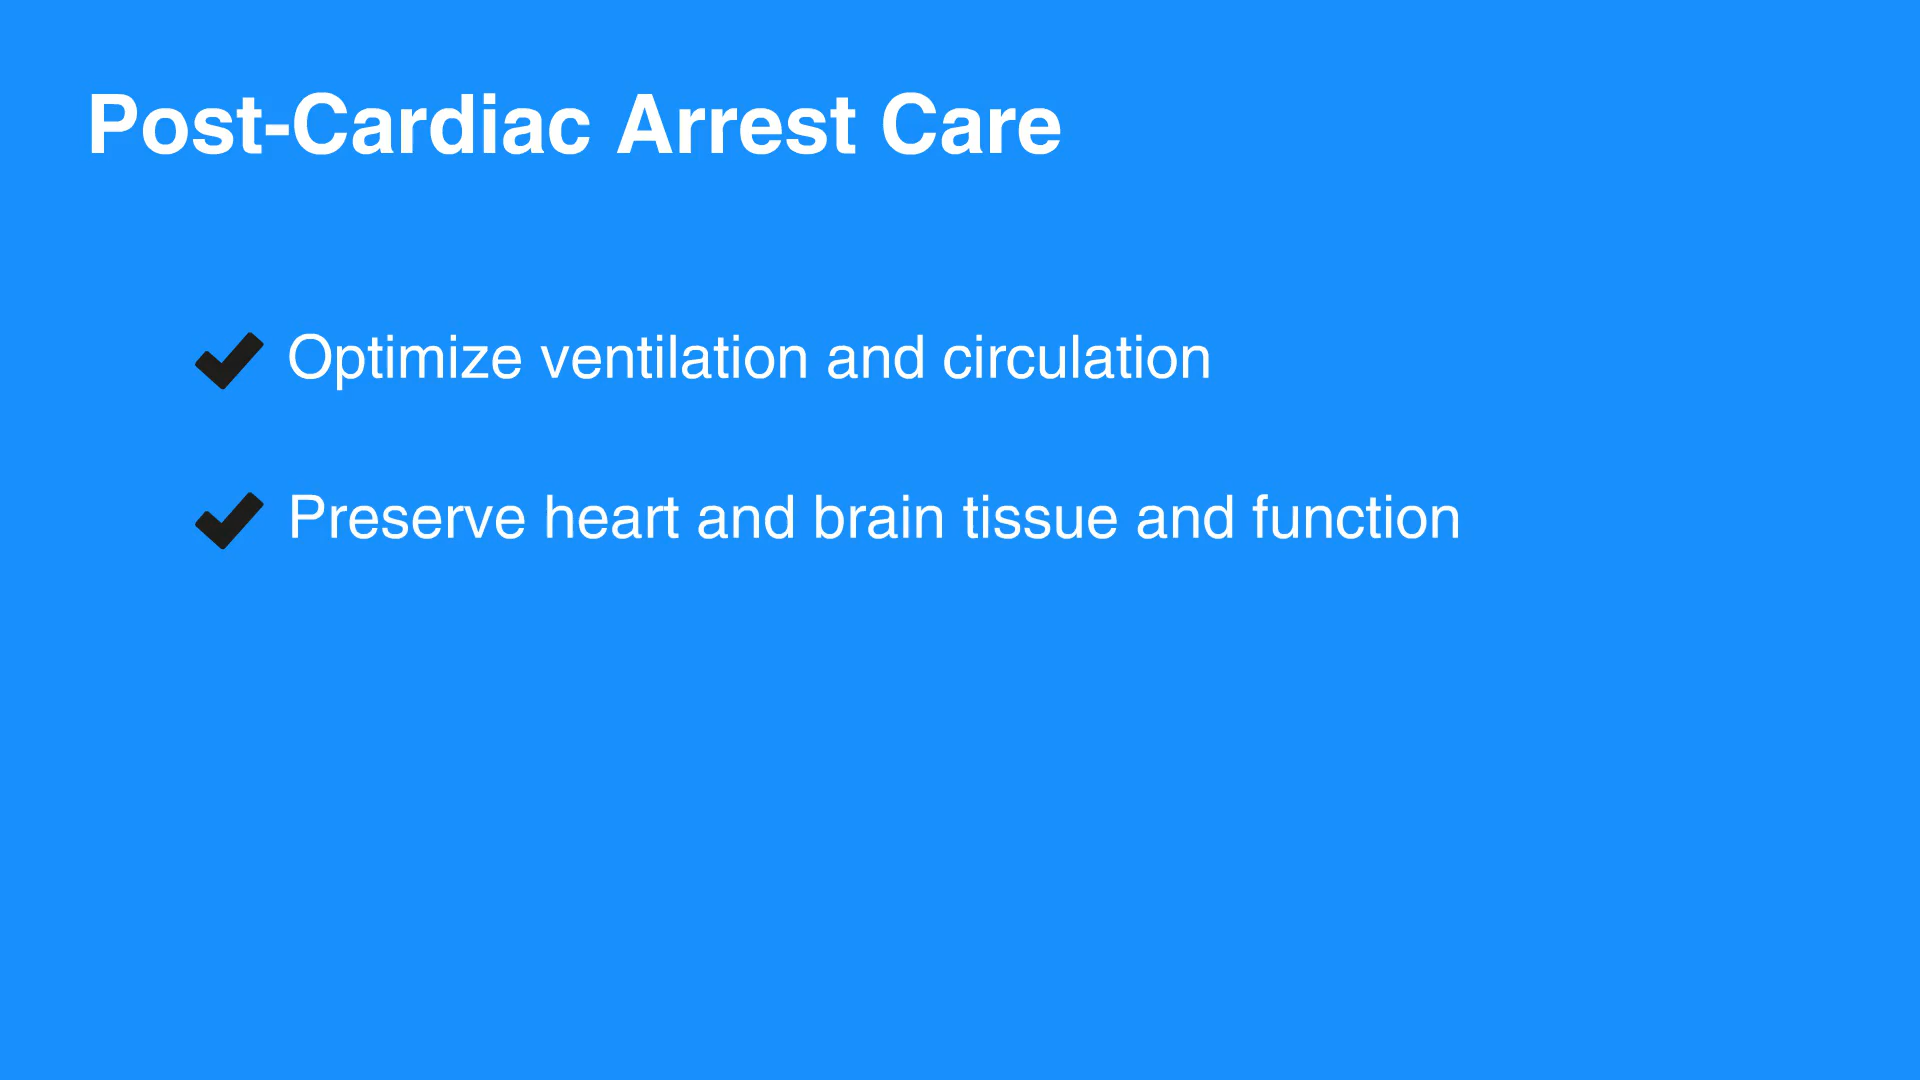 Post-Cardiac Arrest Care
Optimize ventilation and circulation
Preserve heart and brain tissue and function